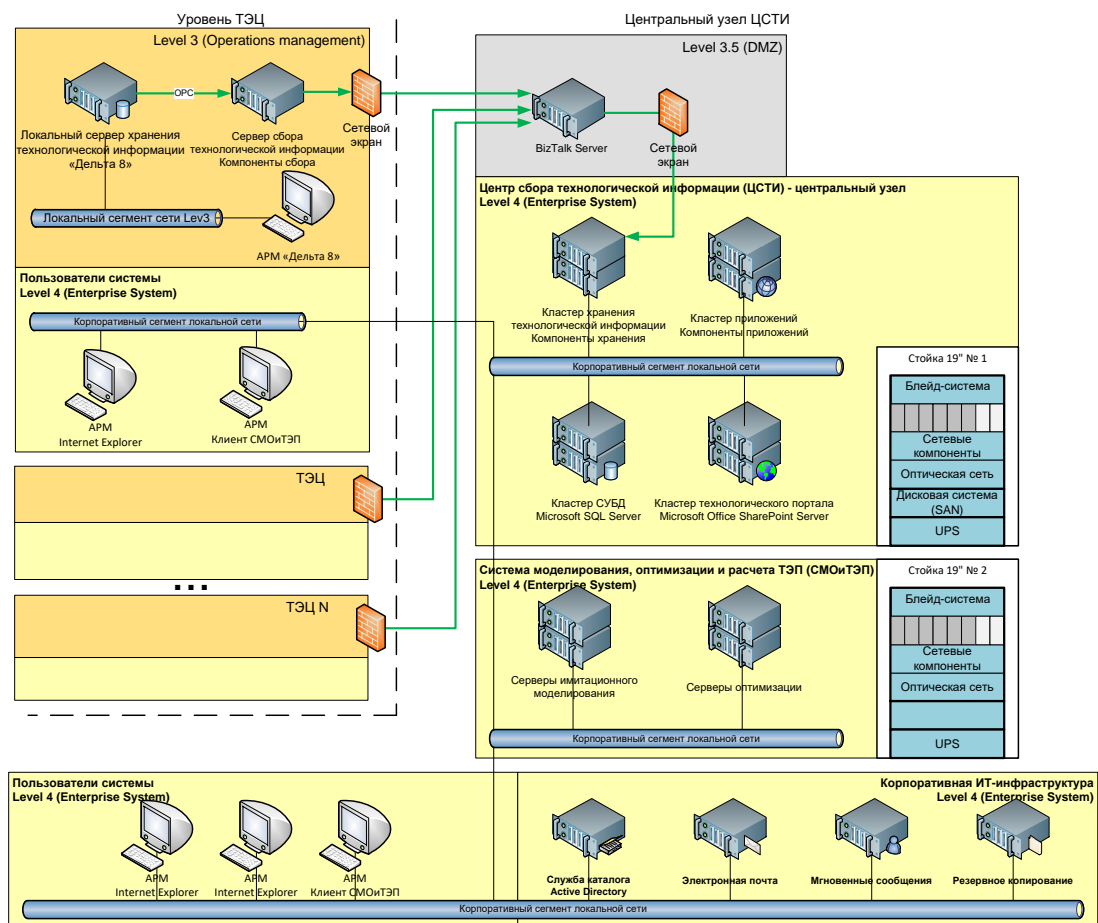 Уровень ТЭЦ
Центральный узел ЦСТИ
Level 3 (Operations management)
OPC
Локальный сервер хранения
технологической информации
«Дельта 8»
Сервер сбора
технологической информации
Компоненты сбора
Сетевой
экран
Локальный сегмент сети Lev3
АРМ «Дельта 8»
Пользователи системы
Level 4 (Enterprise System)
Корпоративный сегмент локальной сети
АРМ
Internet Explorer
АРМ
Клиент СМОиТЭП
ТЭЦ
...
ТЭЦ N
Level 3.5 (DMZ)
BizTalk Server
Сетевой
экран
Центр сбора технологической информации (ЦСТИ) - центральный узел
Level 4 (Enterprise System)
Кластер хранения
технологической информации
Компоненты хранения
Кластер приложений
Компоненты приложений
Корпоративный сегмент локальной сети
Кластер СУБД
Microsoft SQL Server
Кластер технологического портала
Microsoft Office SharePoint Server
Стойка 19" № 1
Блейд-система
Сетевые
компоненты
Оптическая сеть
Дисковая система
(SAN)
UPS
Система моделирования, оптимизации и расчета ТЭП (СМОиТЭП)
Level 4 (Enterprise System)
Серверы имитационного
моделирования
Серверы оптимизации
Корпоративный сегмент локальной сети
Стойка 19" № 2
Блейд-система
Сетевые
компоненты
Оптическая сеть
UPS
Пользователи системы
Level 4 (Enterprise System)
АРМ
Internet Explorer
АРМ
Internet Explorer
АРМ
Клиент СМОиТЭП
Корпоративная ИТ-инфраструктура
Level 4 (Enterprise System)
Служба каталога
Active Directory
Электронная почта
Мгновенные сообщения
Резервное копирование
Корпоративный сегмент локальной сети